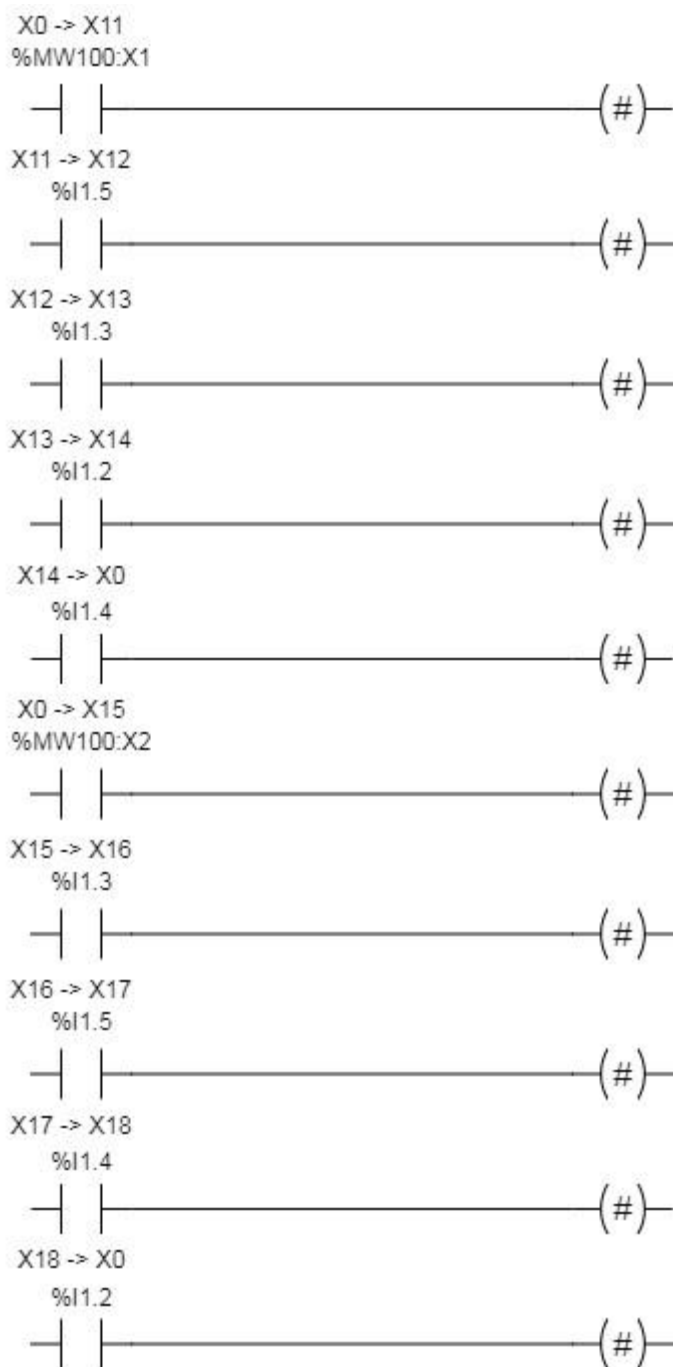 X0 -> X11
%MW100:X1
(#)
X11 -> X12
%I1.5
(#)
X12 -> X13
%I1.3
(#)
X13 -> X14
%I1.2
(#)
X14 -> X0
%I1.4
(#)
X0 -> X15
%MW100:X2
(#)
X15 -> X16
%I1.3
(#)
X16 -> X17
%I1.5
(#)
X17 -> X18
%I1.4
(#)
X18 -> X0
%I1.2
(#)